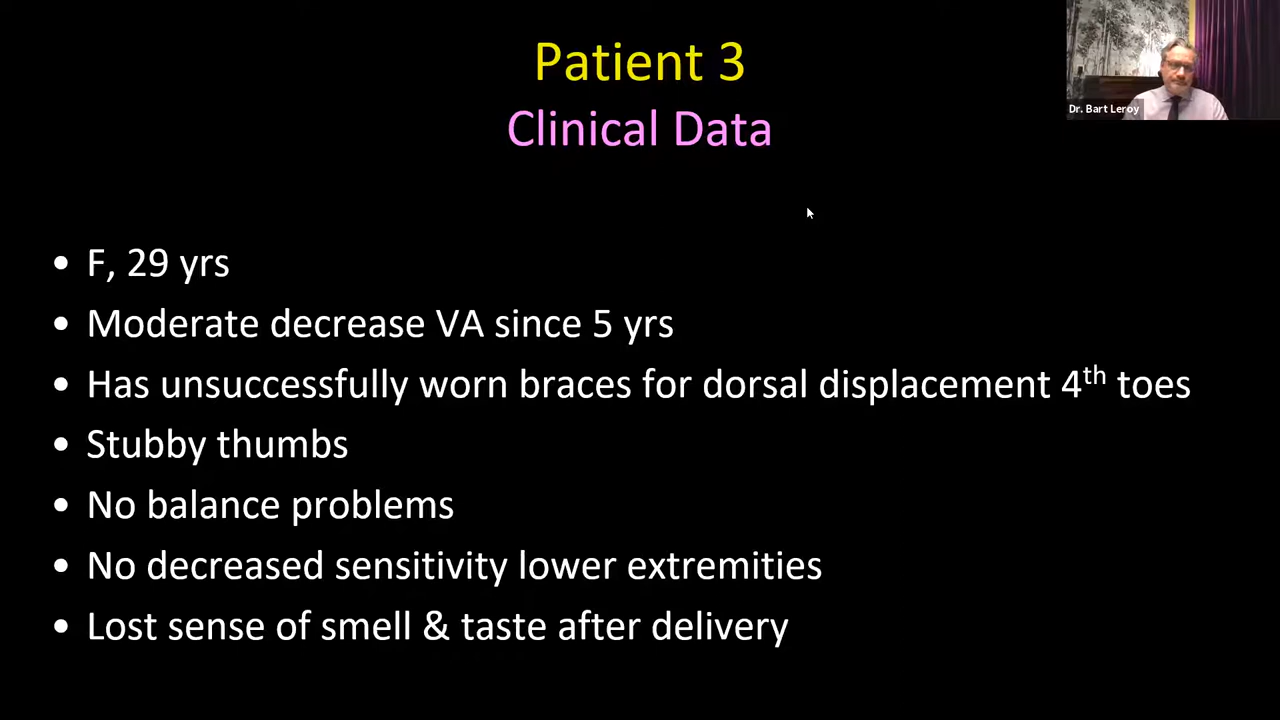 Patient 3
Clinical Data
Dr. Bart Leroy
• F, 29 yrs
• Moderate decrease VA since 5 yrs
• Has unsuccessfully worn braces for dorsal displacement 4th toes
• Stubby thumbs
• No balance problems
• No decreased sensitivity lower extremities
• Lost sense of smell & taste after delivery